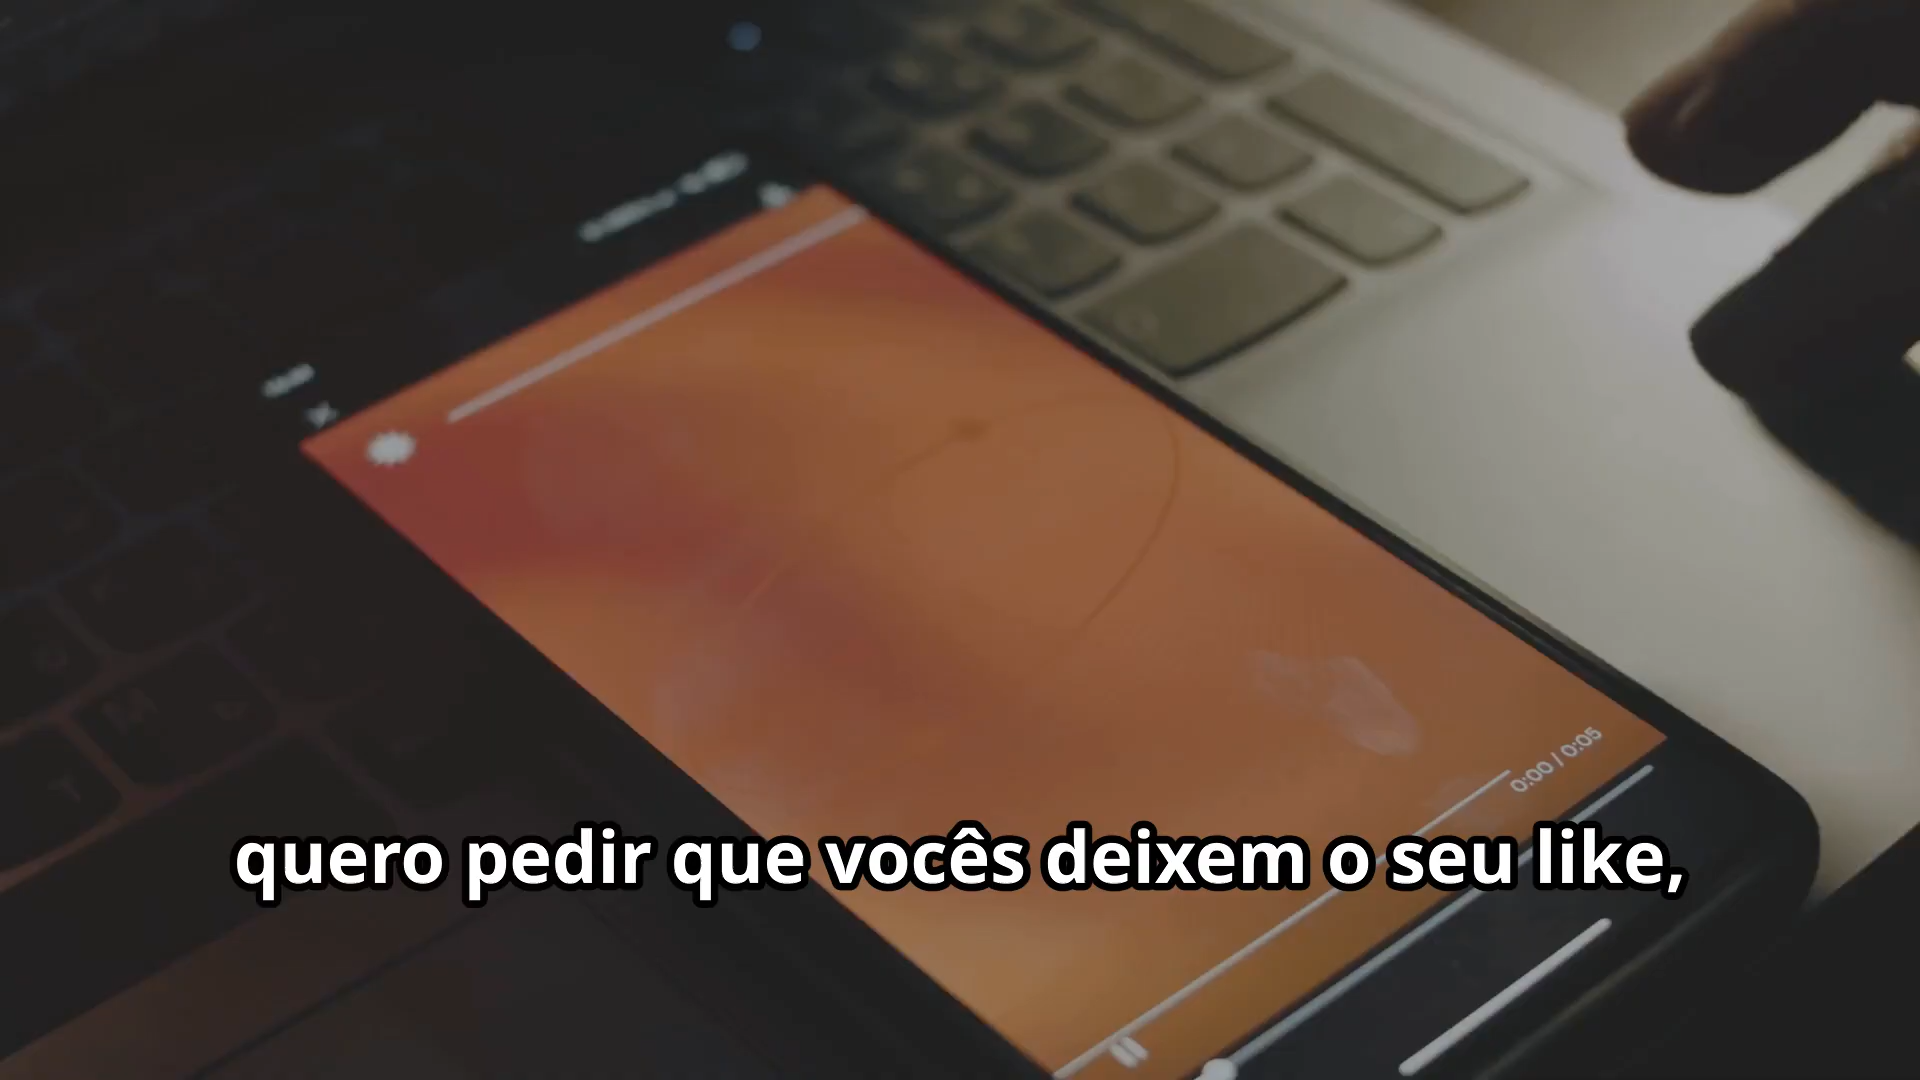 0:00 / 0:05
quero pedir que vocês deixem o seu like,